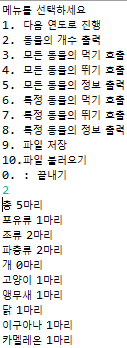 메뉴를 선택하세요
1. 다음 연도로 진행
2. 동물의 개수 출력
3. 모든 동물의 먹기 호출
4. 모든 동물의 뛰기 호출
5. 모든 동물의 정보 출력
6. 특정 동물의 먹기 호출
7. 특정 동물의 뛰기 호출
8. 특정 동물의 정보 출력
9. 파일 저장
10.파일 불러오기
0. : 끝내기
2
총 5마리
포유류 1마리
조류 2마리
파충류 2마리
개 0마리
고양이 1마리
앵무새 1마리
닭 1마리
이구아나 1마리
카멜레온 1마리